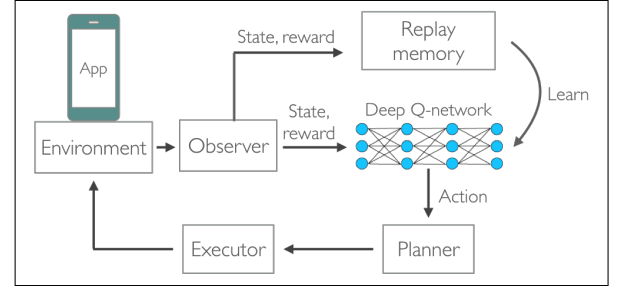 App
Environment
Observer
State, reward
Replay
memory
State,
reward
Deep Q-network
Learn
Action
Planner
Executor